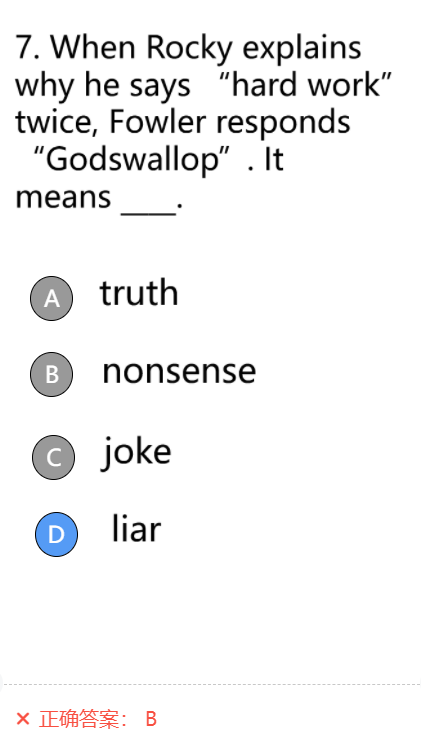 7. When Rocky explains
why he says “hard work”
twice, Fowler responds
“Godswallop”. It
means ____.
A truth
B nonsense
C joke
D liar
× 正确答案： B